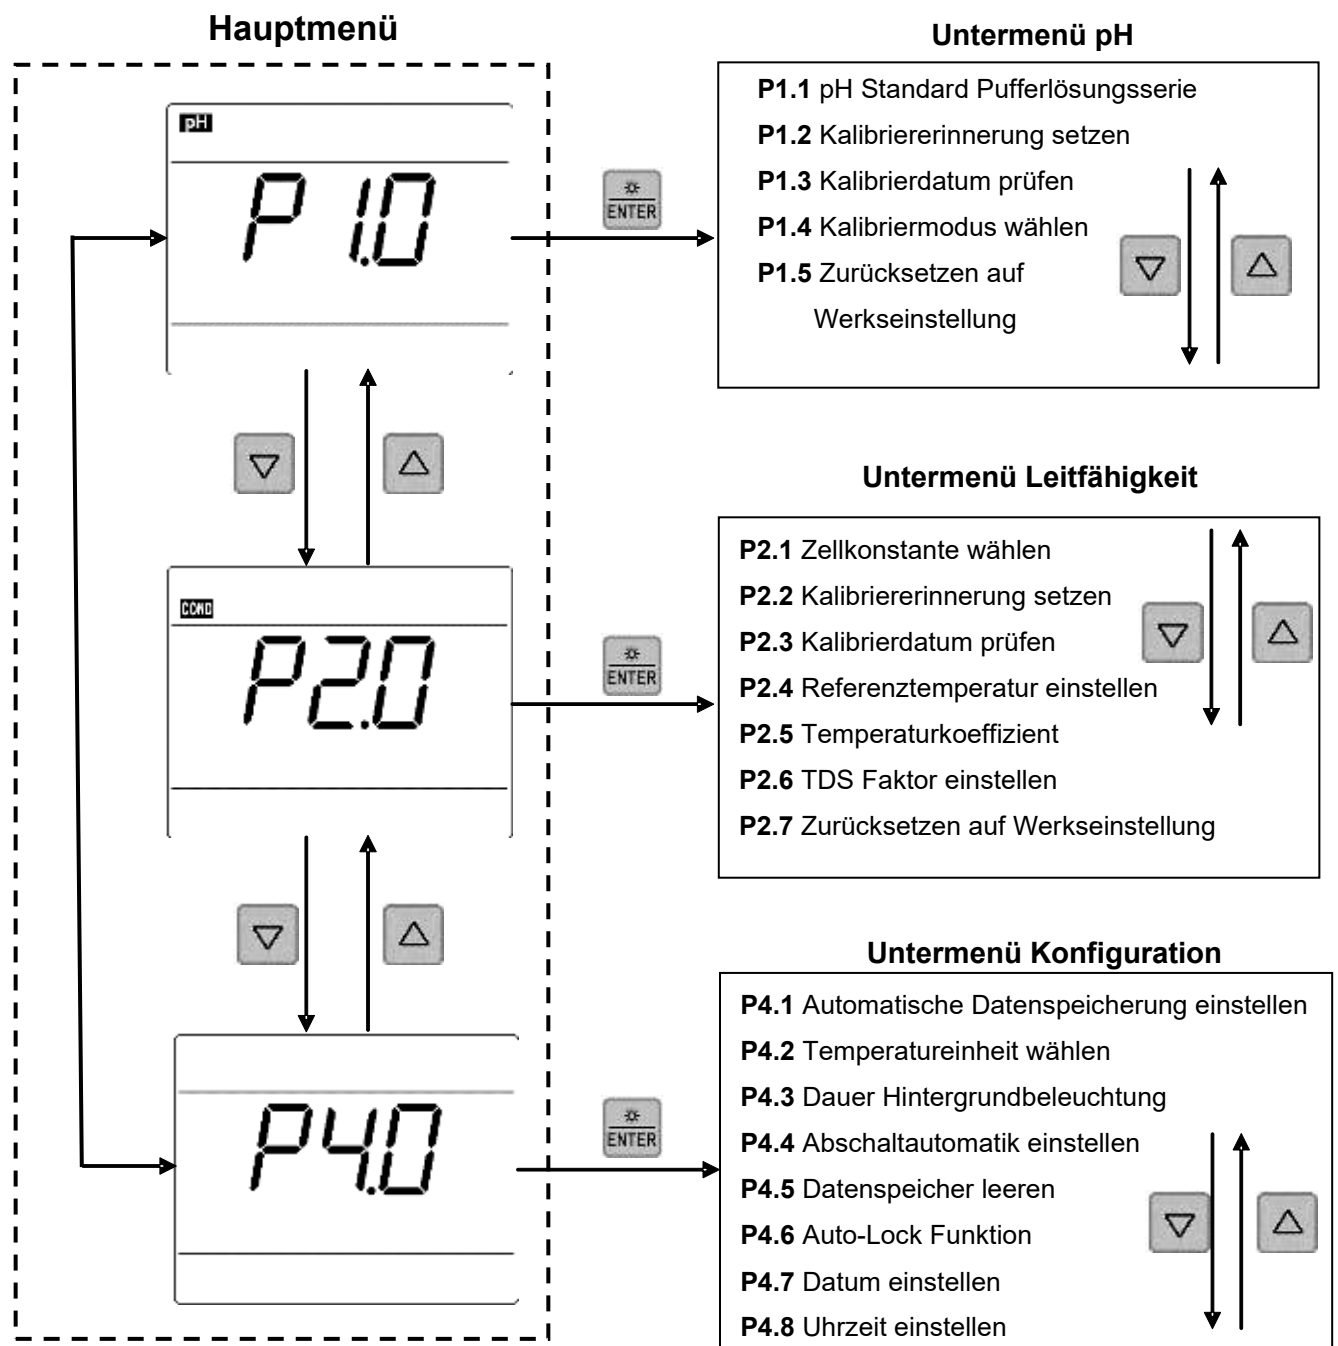 Hauptmenü
pH
P1.0
ENTER
P2.0
COND
ENTER
P4.0
ENTER
Untermenü pH
P1.1 pH Standard Pufferlösungsserie
P1.2 Kalibriererinnerung setzen
P1.3 Kalibrierdatum prüfen
P1.4 Kalibriermodus wählen
P1.5 Zurücksetzen auf
Werkseinstellung
Untermenü Leitfähigkeit
P2.1 Zellkonstante wählen
P2.2 Kalibriererinnerung setzen
P2.3 Kalibrierdatum prüfen
P2.4 Referenztemperatur einstellen
P2.5 Temperaturkoeffizient
P2.6 TDS Faktor einstellen
P2.7 Zurücksetzen auf Werkseinstellung
Untermenü Konfiguration
P4.1 Automatische Datenspeicherung einstellen
P4.2 Temperatureinheit wählen
P4.3 Dauer Hintergrundbeleuchtung
P4.4 Abschaltautomatik einstellen
P4.5 Datenspeicher leeren
P4.6 Auto-Lock Funktion
P4.7 Datum einstellen
P4.8 Uhrzeit einstellen